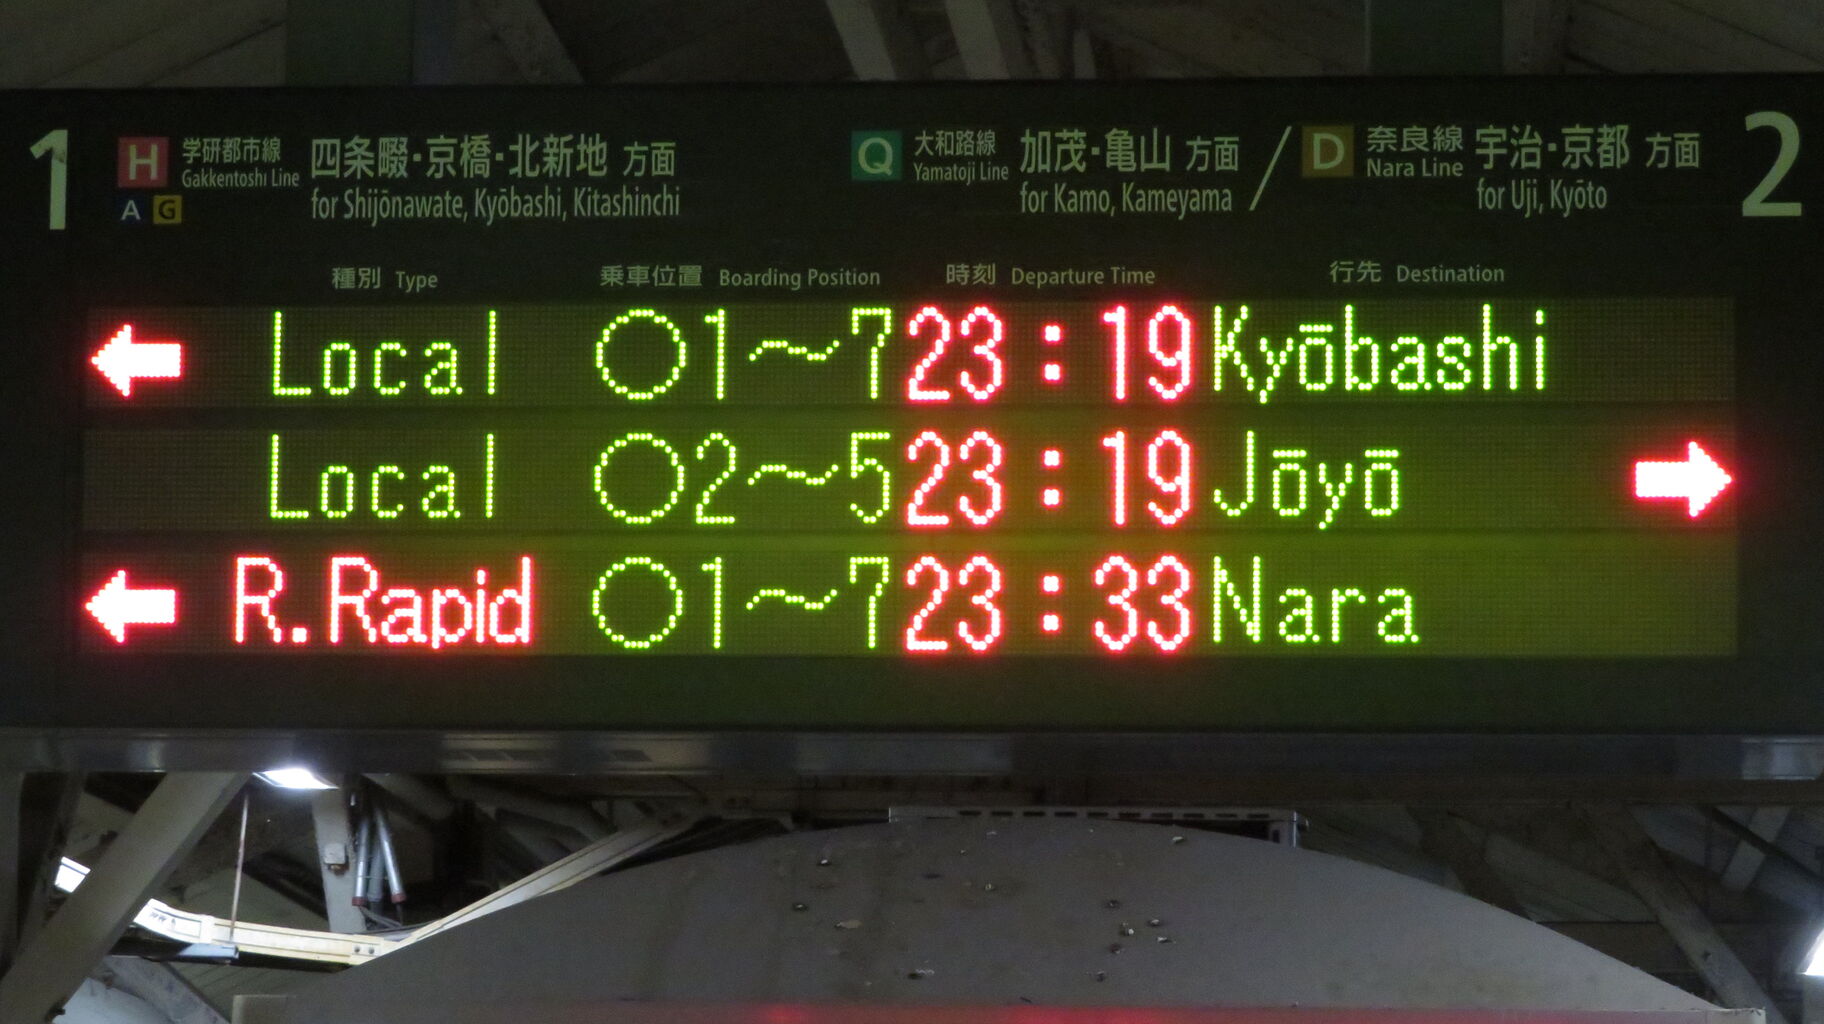 1 H 学研都市線 Gakkentoshi Line A G 四条畷・京橋・北新地 方面
for Shijōnawate, Kyōbashi, Kitashinchi
Q 大和路線 Yamatoji Line 加茂・亀山 方面
for Kamo, Kameyama
/ D 奈良線 Nara Line 宇治・京都 方面 2
for Uji, Kyōto
種別 Type 乗車位置 Boarding Position 時刻 Departure Time 行先 Destination
← Local ○1～7 23:19 Kyōbashi
Local ○2～5 23:19 Jōyō →
← R.Rapid ○1～7 23:33 Nara